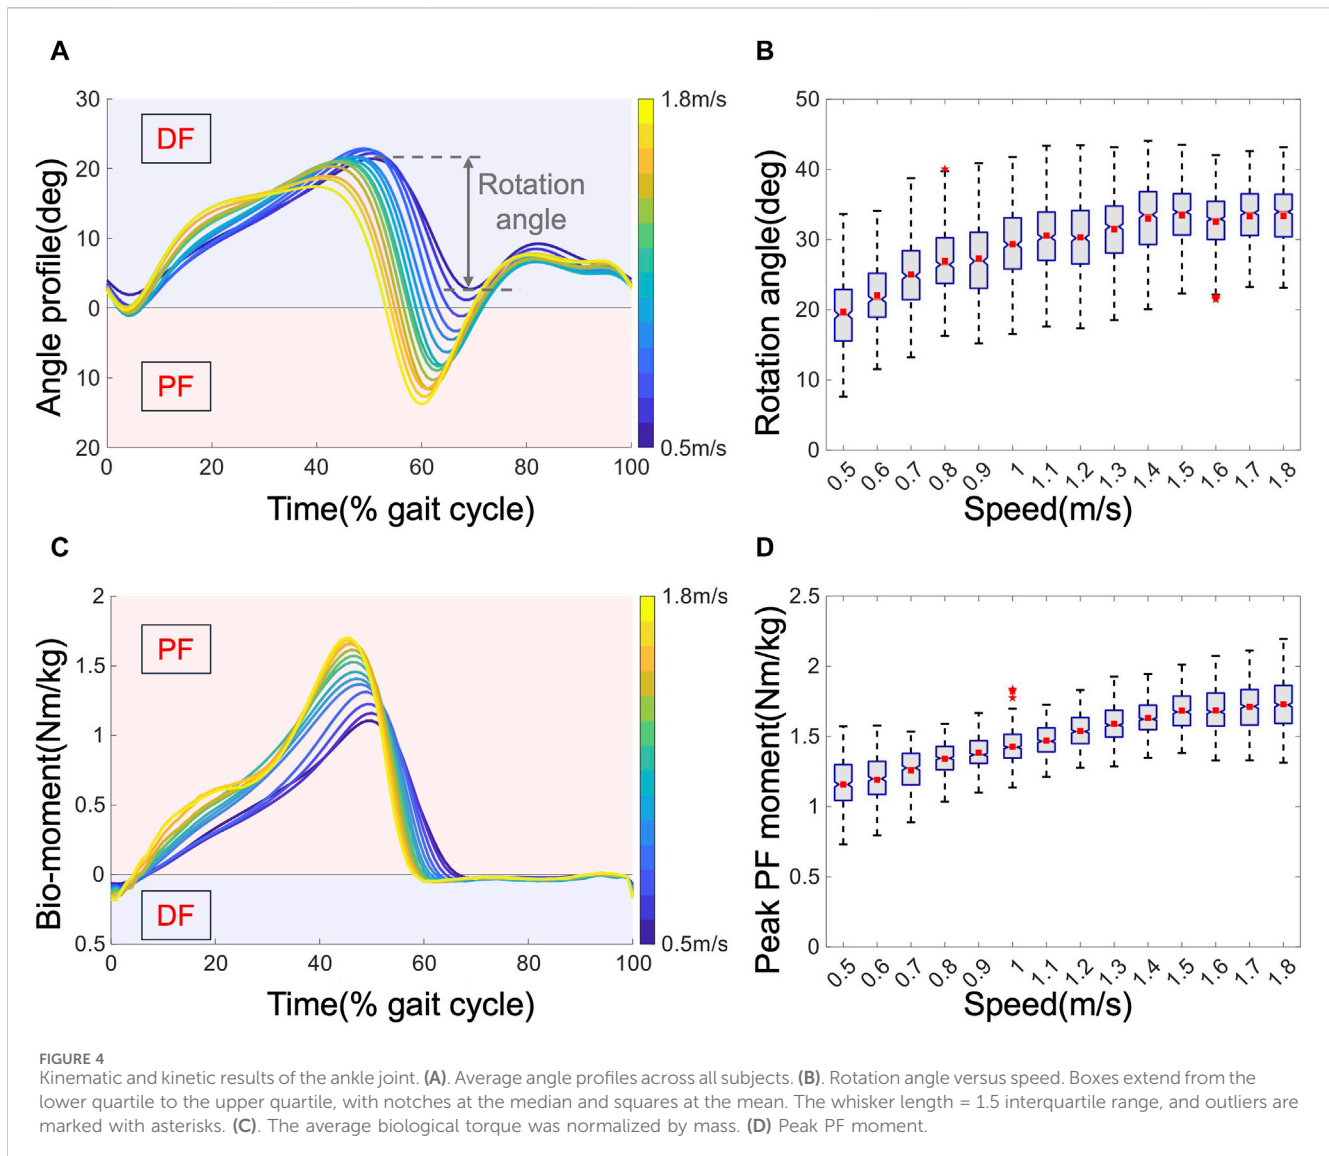 A
30
20
10
0
10
20
DF
PF
Rotation
angle
1.8m/s
0.5m/s
0 20 40 60 80 100
Angle profile(deg)
Time(% gait cycle)
B
50
40
30
20
10
0
0.5 0.6 0.7 0.8 0.9 1 1.1 1.2 1.3 1.4 1.5 1.6 1.7 1.8
Rotation angle(deg)
Speed(m/s)
C
2
1.5
1
0.5
0
0.5
PF
DF
1.8m/s
0.5m/s
0 20 40 60 80 100
Bio-moment(Nm/kg)
Time(% gait cycle)
D
2.5
2
1.5
1
0.5
0
0.5 0.6 0.7 0.8 0.9 1 1.1 1.2 1.3 1.4 1.5 1.6 1.7 1.8
Peak PF moment(Nm/kg)
Speed(m/s)
FIGURE 4
Kinematic and kinetic results of the ankle joint. (A). Average angle profiles across all subjects. (B). Rotation angle versus speed. Boxes extend from the
lower quartile to the upper quartile, with notches at the median and squares at the mean. The whisker length = 1.5 interquartile range, and outliers are
marked with asterisks. (C). The average biological torque was normalized by mass. (D) Peak PF moment.